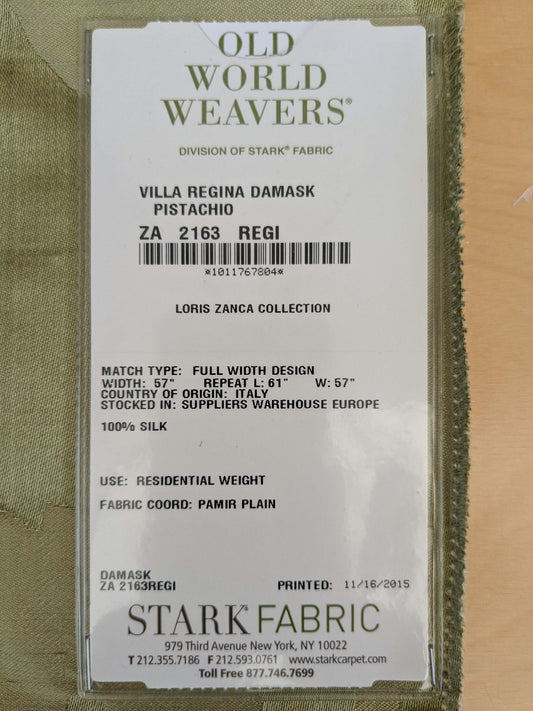 OLD
WORLD
WEAVERS®
DIVISION OF STARK® FABRIC
VILLA REGINA DAMASK
PISTACHIO
ZA 2163 REGI
*1011767804*
LORIS ZANCA COLLECTION
MATCH TYPE: FULL WIDTH DESIGN
WIDTH: 57" REPEAT L: 61" W: 57"
COUNTRY OF ORIGIN: ITALY
STOCKED IN: SUPPLIERS WAREHOUSE EUROPE
100% SILK
USE: RESIDENTIAL WEIGHT
FABRIC COORD: PAMIR PLAIN
DAMASK
ZA 2163REGI PRINTED: 11/16/2015
STARK® FABRIC
979 Third Avenue New York, NY 10022
T 212.355.7186 F 212.593.0761 www.starkcarpet.com
Toll Free 877.746.7699